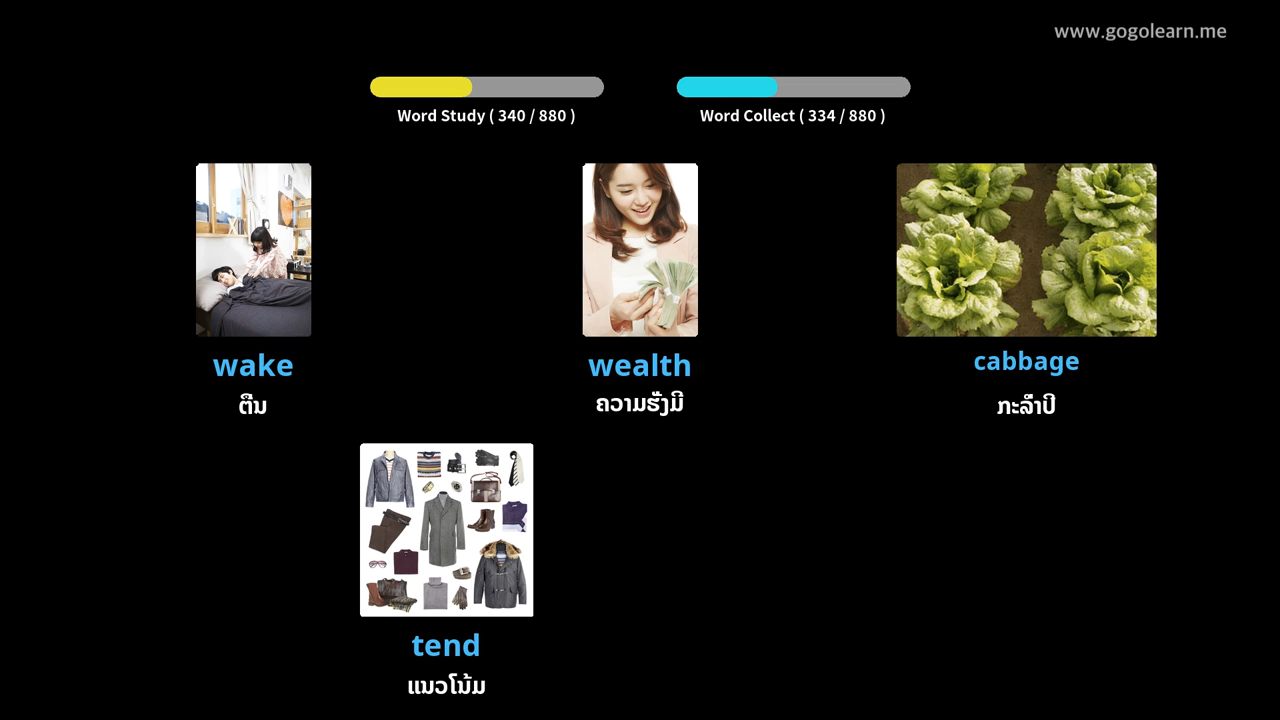 www.gogolearn.me
Word Study ( 340 / 880 )
Word Collect ( 334 / 880 )
wake
ຕື່ນ
wealth
ຄວາມຮັ່ງມີ
cabbage
ກະລໍ່າປີ
tend
ແນວໂນ້ມ